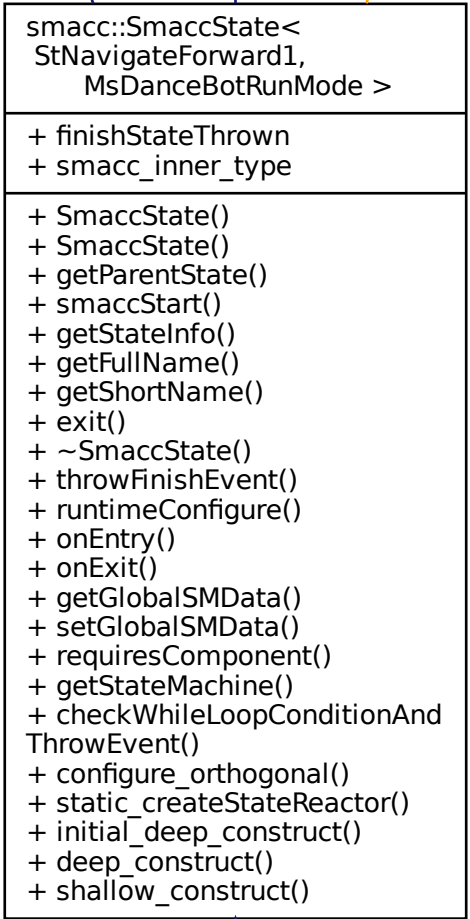 smacc::SmaccState<
StNavigateForward1,
MsDanceBotRunMode >
+ finishStateThrown
+ smacc_inner_type
+ SmaccState()
+ SmaccState()
+ getParentState()
+ smaccStart()
+ getStateInfo()
+ getFullName()
+ getShortName()
+ exit()
+ ~SmaccState()
+ throwFinishEvent()
+ runtimeConfigure()
+ onEntry()
+ onExit()
+ getGlobalSMData()
+ setGlobalSMData()
+ requiresComponent()
+ getStateMachine()
+ checkWhileLoopConditionAnd
ThrowEvent()
+ configure_orthogonal()
+ static_createStateReactor()
+ initial_deep_construct()
+ deep_construct()
+ shallow_construct()